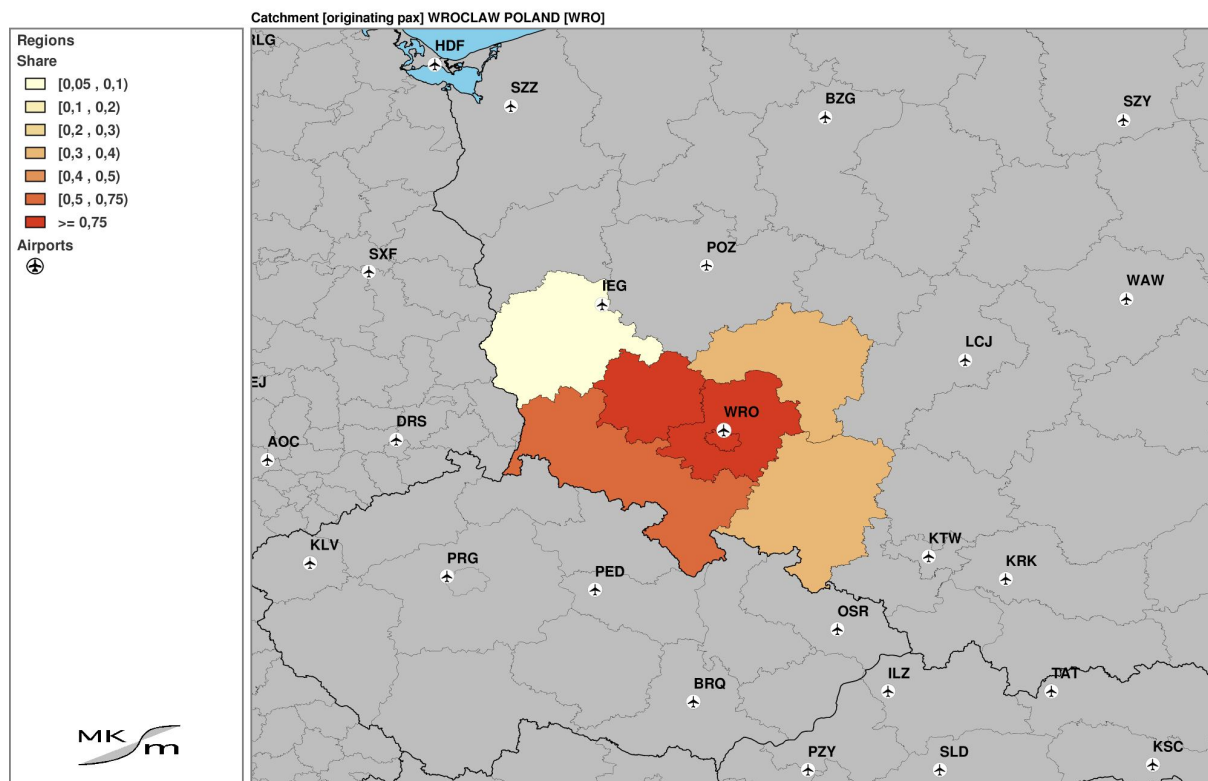 Catchment [originating pax] WROCLAW POLAND [WRO]
Regions
Share
[0,05 , 0,1)
[0,1 , 0,2)
[0,2 , 0,3)
[0,3 , 0,4)
[0,4 , 0,5)
[0,5 , 0,75)
>= 0,75
Airports
MK
m
RLG
HDF
SZZ
BZG
SZY
SXF
POZ
IEG
WAW
LCJ
EJ
DRS
WRO
AOC
KLV
PRG
PED
KTW
KRK
OSR
BRQ
ILZ
TAT
PZY
SLD
KSC